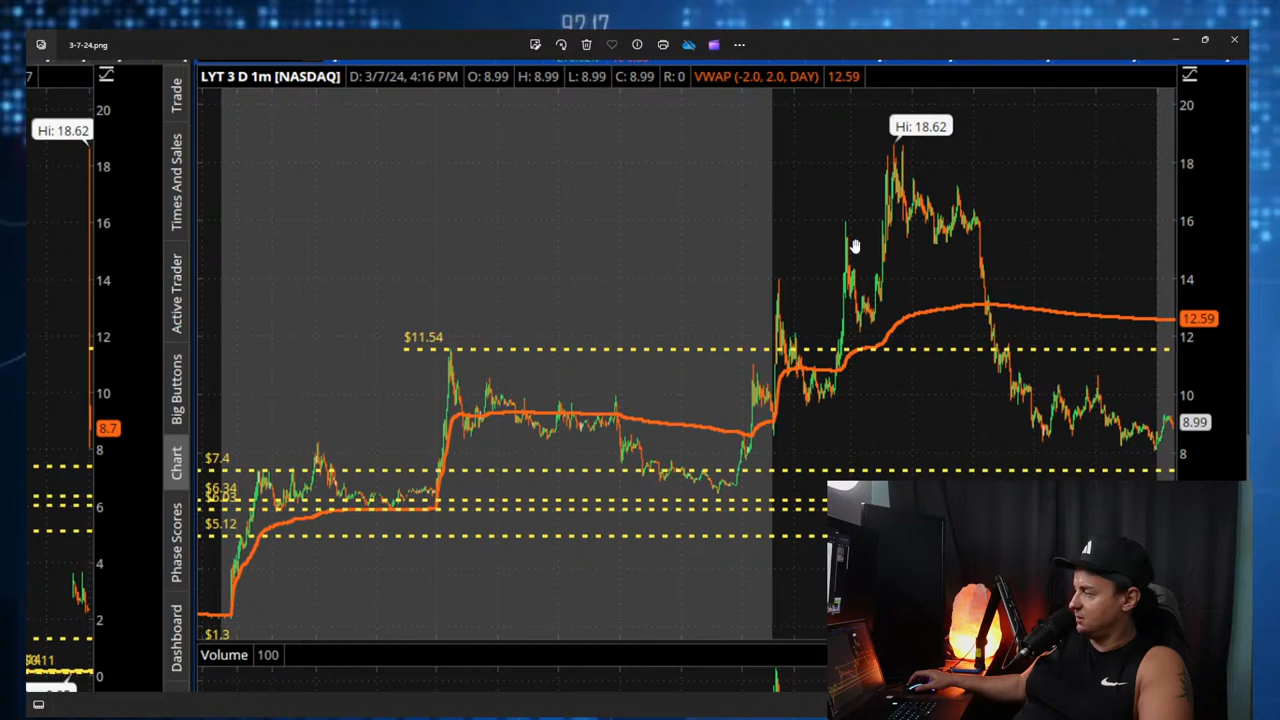 3-7-24.png
LYT 3 D 1m [NASDAQ] D: 3/7/24, 4:16 PM O: 8.99 H: 8.99 L: 8.99 C: 8.99 R: 0 VWAP (-2.0, 2.0, DAY) 12.59
Hi: 18.62
20
18
16
14
12
10
8.7
8
6
4
2
0
Trade
Times And Sales
Active Trader
Big Buttons
Chart
Phase Scores
Dashboard
Hi: 18.62
$11.54
$7.4
$6.34
$6.03
$5.12
$1.3
20
18
16
14
12.59
12
10
8.99
8
Volume 100